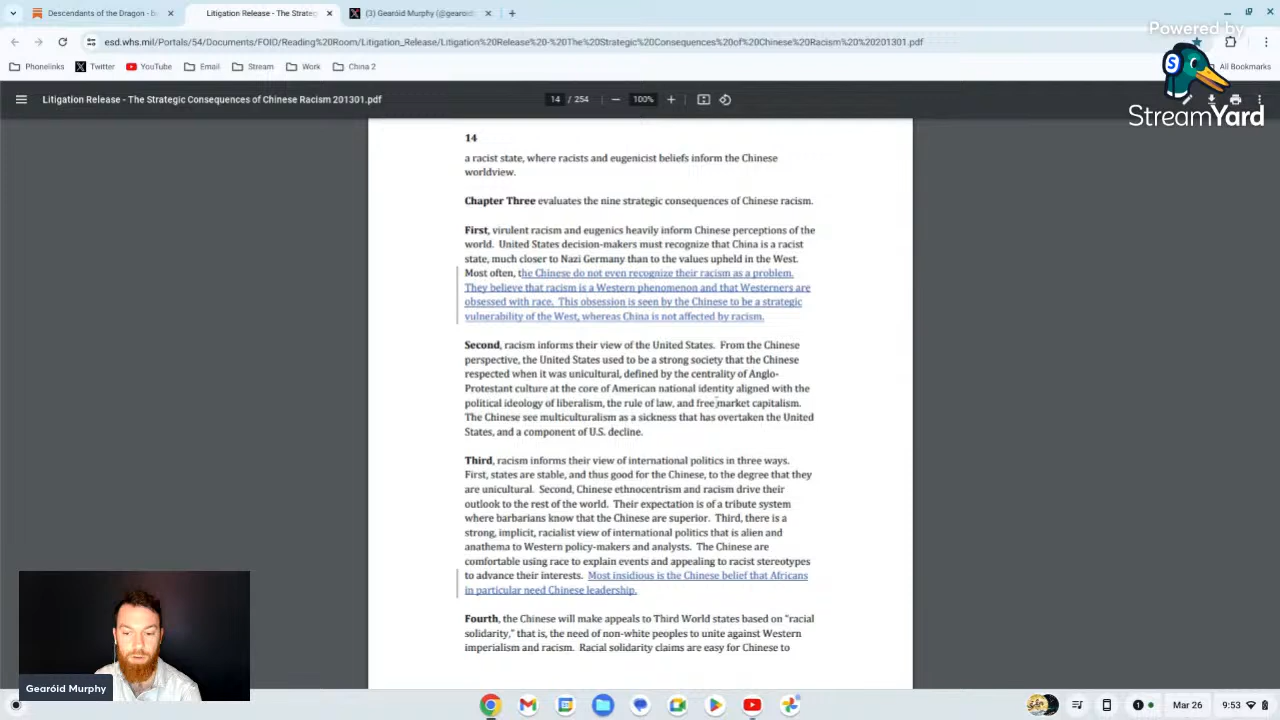 Descendants of the Dragon - B
Litigation Release - The Strateg
(3) Gearóid Murphy (@gearoid
Powered by
esd.whs.mil/Portals/54/Documents/FOID/Reading%20Room/Litigation_Release/Litigation%20Release%20-%20The%20Strategic%20Consequences%20of%20Chinese%20Racism%20%20201301.pdf
Phonelinks
Twitter
YouTube
Email
Stream
Work
China 2
All Bookmarks
Litigation Release - The Strategic Consequences of Chinese Racism 201301.pdf
14 / 254
100%
StreamYard
14
a racist state, where racists and eugenicist beliefs inform the Chinese
worldview.
Chapter Three evaluates the nine strategic consequences of Chinese racism.
First, virulent racism and eugenics heavily inform Chinese perceptions of the
world. United States decision-makers must recognize that China is a racist
state, much closer to Nazi Germany than to the values upheld in the West.
Most often, the Chinese do not even recognize their racism as a problem.
They believe that racism is a Western phenomenon and that Westerners are
obsessed with race. This obsession is seen by the Chinese to be a strategic
vulnerability of the West, whereas China is not affected by racism.
Second, racism informs their view of the United States. From the Chinese
perspective, the United States used to be a strong society that the Chinese
respected when it was unicultural, defined by the centrality of Anglo-
Protestant culture at the core of American national identity aligned with the
political ideology of liberalism, the rule of law, and free market capitalism.
The Chinese see multiculturalism as a sickness that has overtaken the United
States, and a component of U.S. decline.
Third, racism informs their view of international politics in three ways.
First, states are stable, and thus good for the Chinese, to the degree that they
are unicultural. Second, Chinese ethnocentrism and racism drive their
outlook to the rest of the world. Their expectation is of a tribute system
where barbarians know that the Chinese are superior. Third, there is a
strong, implicit, racialist view of international politics that is alien and
anathema to Western policy-makers and analysts. The Chinese are
comfortable using race to explain events and appealing to racist stereotypes
to advance their interests. Most insidious is the Chinese belief that Africans
in particular need Chinese leadership.
Fourth, the Chinese will make appeals to Third World states based on "racial
solidarity," that is, the need of non-white peoples to unite against Western
imperialism and racism. Racial solidarity claims are easy for Chinese to
Gearóid Murphy
Mar 26
9:53